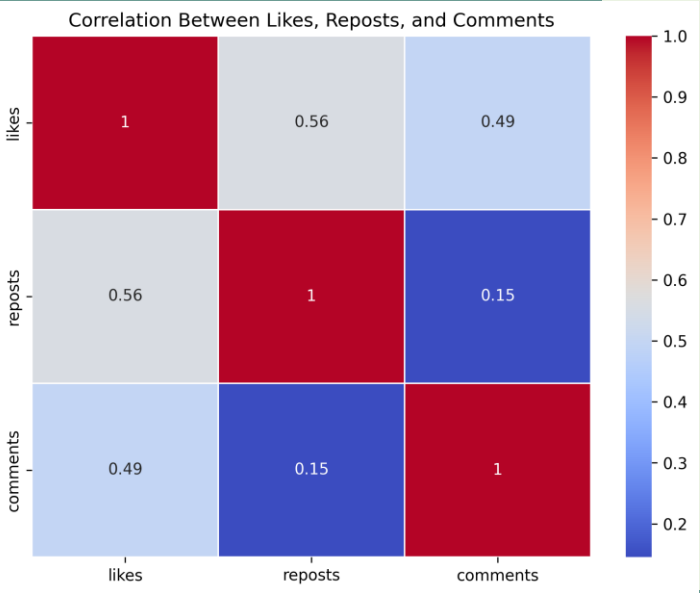 Correlation Between Likes, Reposts, and Comments
likes
1
0.56
0.49
reposts
0.56
1
0.15
comments
0.49
0.15
1
likes
reposts
comments
1.0
0.9
0.8
0.7
0.6
0.5
0.4
0.3
0.2